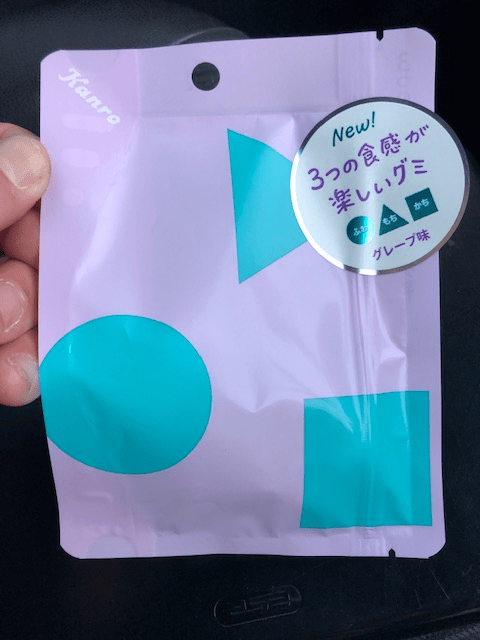 Kanro
New!
3つの食感が
楽しいグミ
ふわ
もち
かち
グレープ味